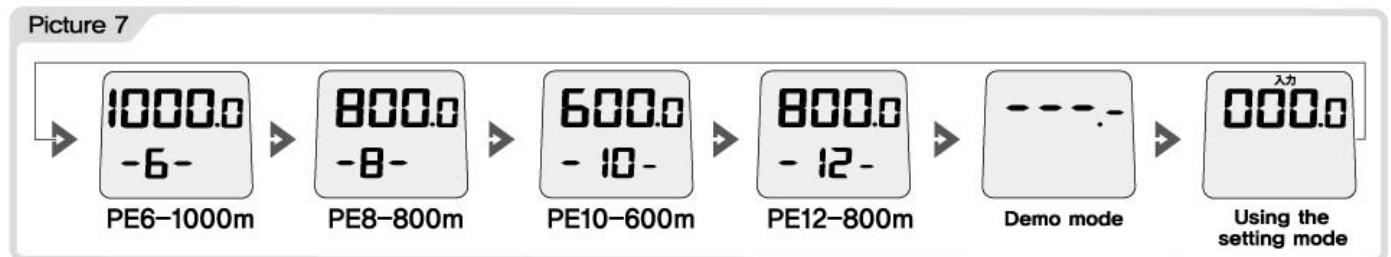 Picture 7
1000.0
-6-
PE6-1000m
800.0
-8-
PE8-800m
600.0
-10-
PE10-600m
800.0
-12-
PE12-800m
---.-
Demo mode
入力
000.0
Using the
setting mode